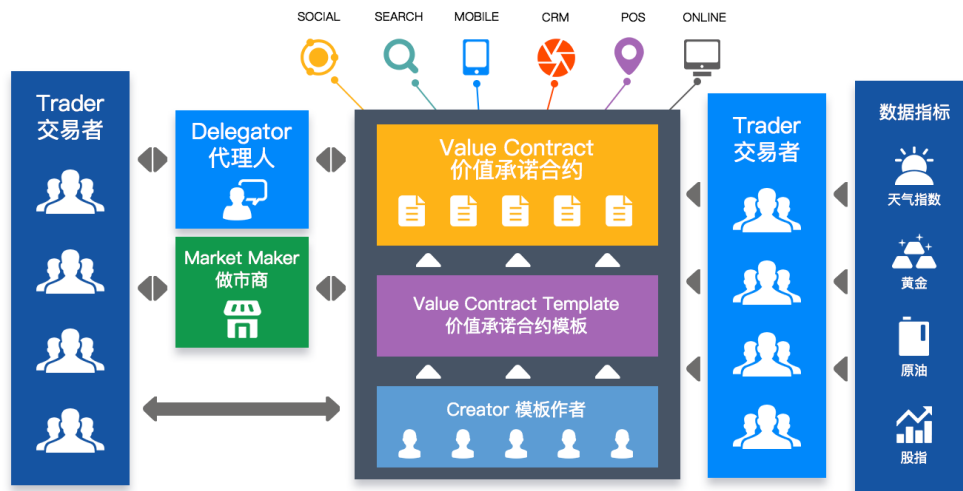 SOCIAL
SEARCH
MOBILE
CRM
POS
ONLINE
Trader
交易者
Delegator
代理人
Market Maker
做市商
Value Contract
价值承诺合约
Value Contract Template
价值承诺合约模板
Creator 模板作者
Trader
交易者
数据指标
天气指数
黄金
原油
股指